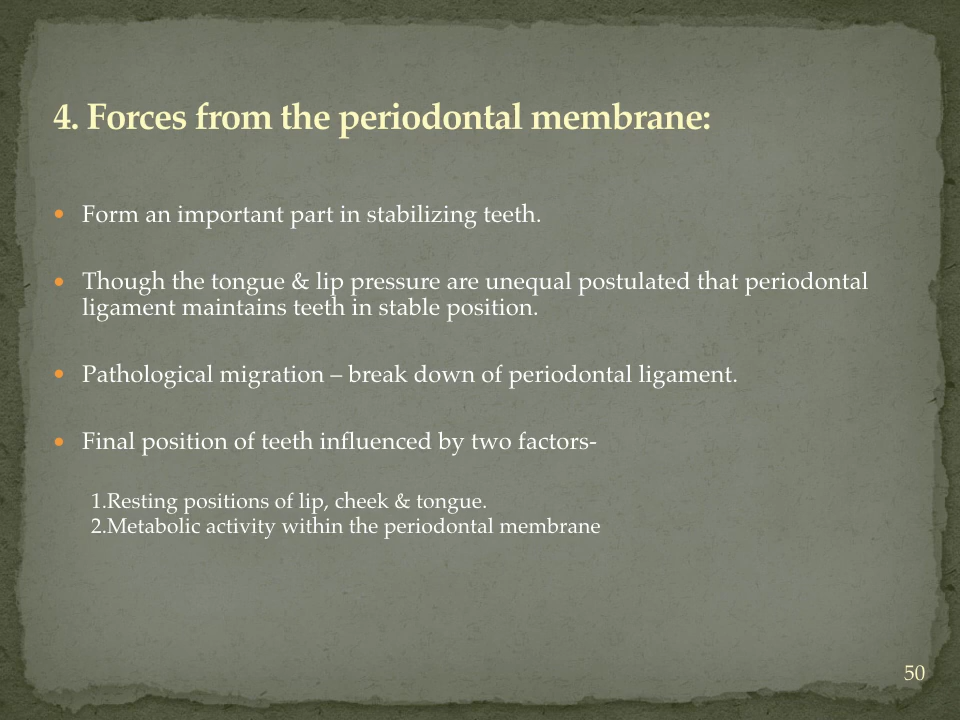 4. Forces from the periodontal membrane:
• Form an important part in stabilizing teeth.
• Though the tongue & lip pressure are unequal postulated that periodontal
ligament maintains teeth in stable position.
• Pathological migration – break down of periodontal ligament.
• Final position of teeth influenced by two factors-
1.Resting positions of lip, cheek & tongue.
2.Metabolic activity within the periodontal membrane
50